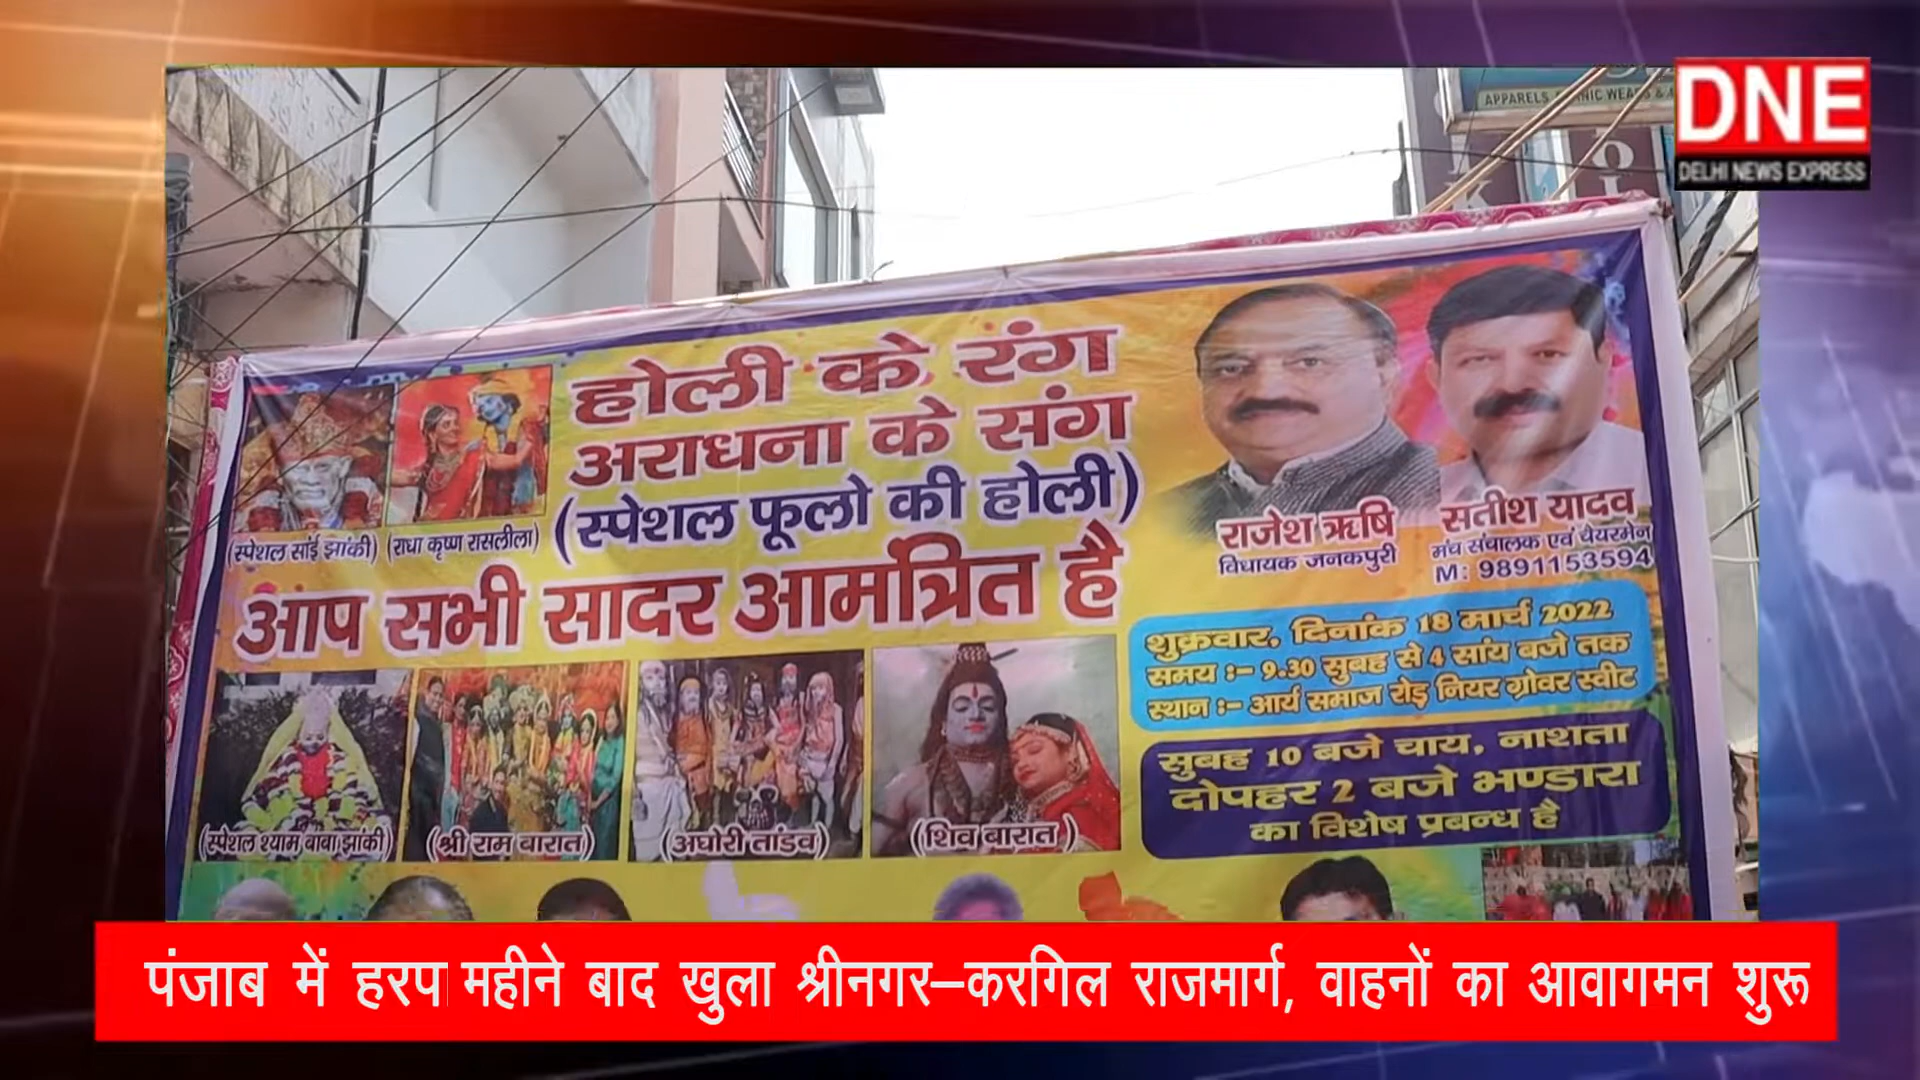 DNE
DELHI NEWS EXPRESS
APPARELS
होली के रंग
अराधना के संग
(स्पेशल फूलो की होली)
आप सभी सादर आमंत्रित है
(स्पेशल सांई झांकी) (राधा कृष्ण रासलीला)
राजेश ऋषि
विधायक जनकपुरी
सतीश यादव
मंच संचालक एवं चैयरमेन
M: 9891153594
शुक्रवार, दिनांक 18 मार्च 2022
समय :- 9.30 सुबह से 4 सांय बजे तक
स्थान :- आर्य समाज रोड़ नियर ग्रोवर स्वीट
सुबह 10 बजे चाय, नाशता
दोपहर 2 बजे भण्डारा
का विशेष प्रबन्ध है
(स्पेशल श्याम बाबा झांकी) (श्री राम बारात) (अघोरी तांडव) (शिव बारात)
पंजाब में हरप महीने बाद खुला श्रीनगर–करगिल राजमार्ग, वाहनों का आवागमन शुरू